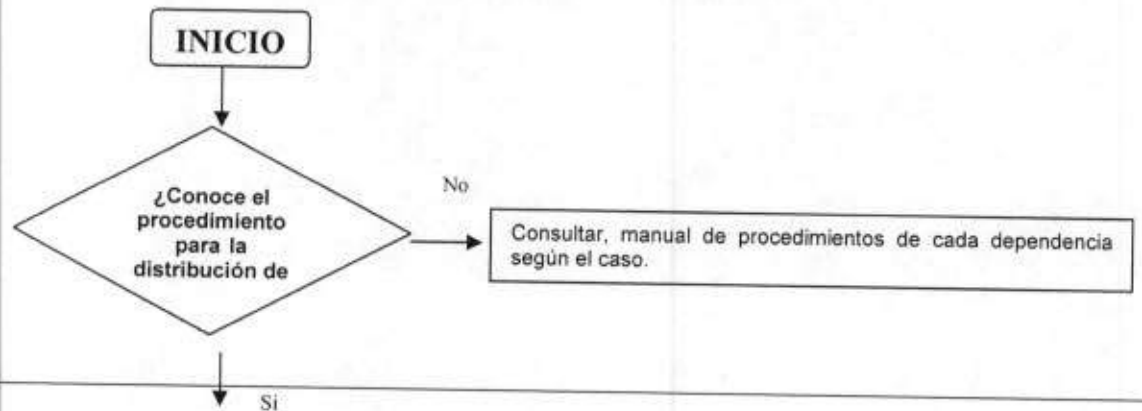 INICIO
¿Conoce el
procedimiento
para la
distribución de
No
Consultar, manual de procedimientos de cada dependencia
según el caso.
Si